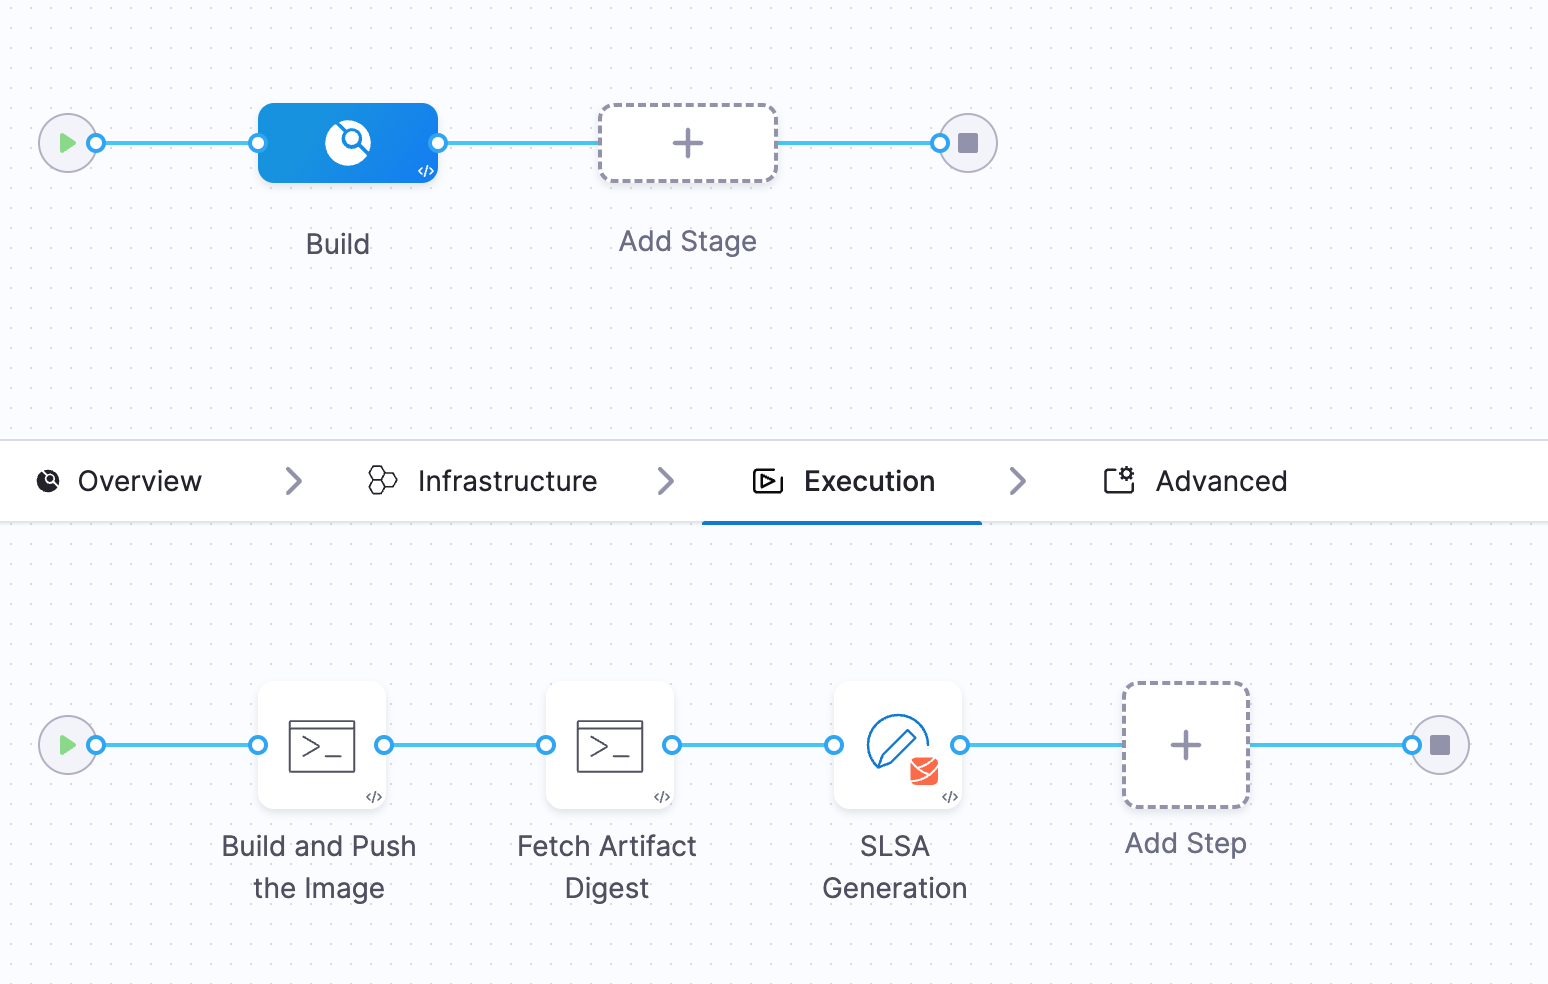 Build
Add Stage
Overview
Infrastructure
Execution
Advanced
Build and Push
the Image
Fetch Artifact
Digest
SLSA
Generation
Add Step